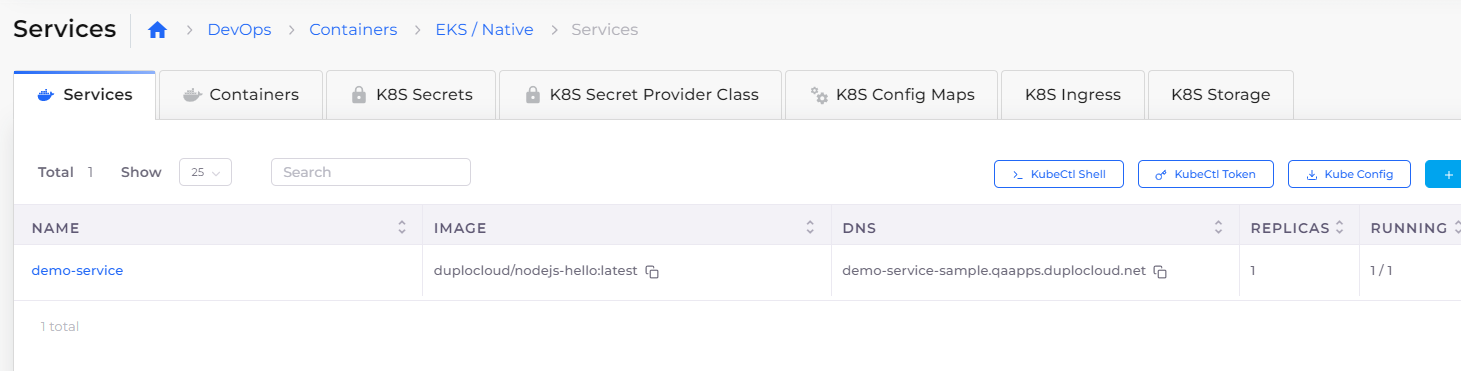 Services DevOps Containers EKS / Native Services
Services Containers K8S Secrets K8S Secret Provider Class K8S Config Maps K8S Ingress K8S Storage
Total 1 Show 25 Search KubeCtl Shell KubeCtl Token Kube Config +
NAME IMAGE DNS REPLICAS RUNNING
demo-service duplocloud/nodejs-hello:latest demo-service-sample.qaapps.duplocloud.net 1 1 / 1
1 total